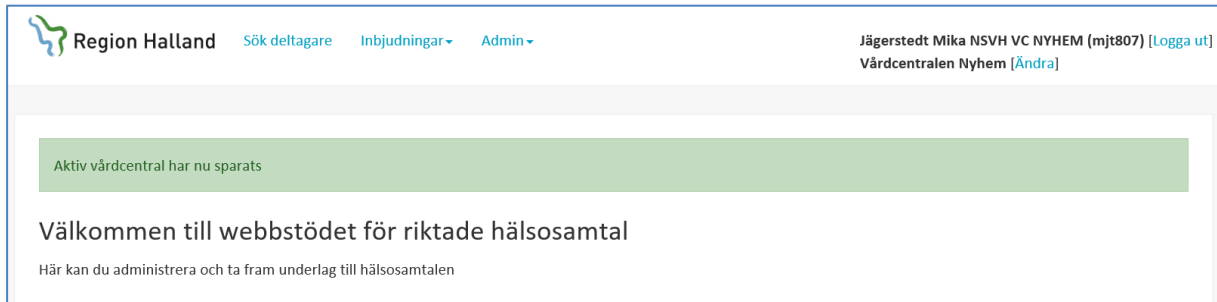 Region Halland Sök deltagare Inbjudningar Admin Jägerstedt Mika NSVH VC NYHEM (mjt807) [Logga ut]
Vårdcentralen Nyhem [Ändra]
Aktiv vårdcentral har nu sparats
Välkommen till webbstödet för riktade hälsosamtal
Här kan du administrera och ta fram underlag till hälsosamtalen